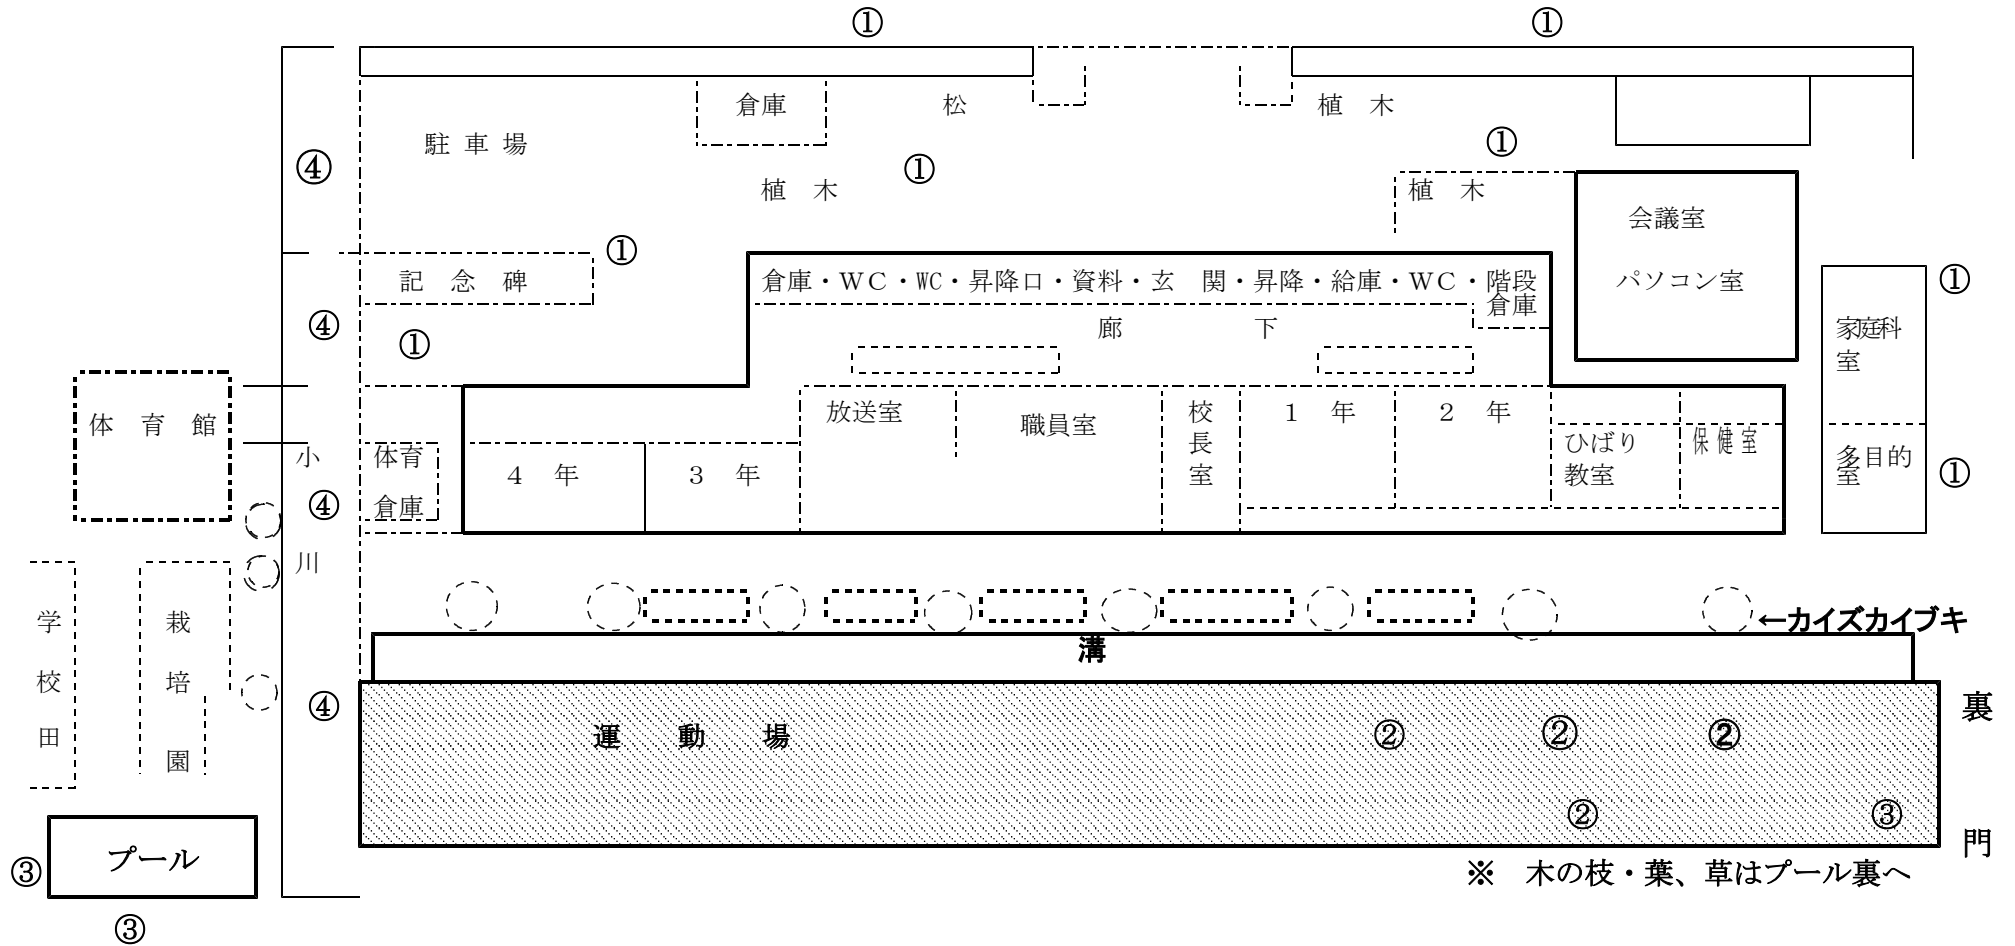 ① ①
倉庫 松 植 木
駐 車 場
④ ① ①
植 木 植 木
会議室
①
記 念 碑 倉庫・ＷＣ・WC・昇降口・資料・玄 関・昇降・給庫・ＷＣ・階段 パソコン室 ①
倉庫
④ ① 廊 下 家庭科
室
体 育 館 放送室 職員室 校長室 １ 年 ２ 年
小川 体育 ４ 年 ３ 年 ひばり 保健室 多目的 ①
教室 室
④ 倉庫
学校田 栽培園 ←カイズカイブキ
溝
④ 運 動 場 ② ② ② 裏門
② ③
③ プール ※ 木の枝・葉、草はプール裏へ
③